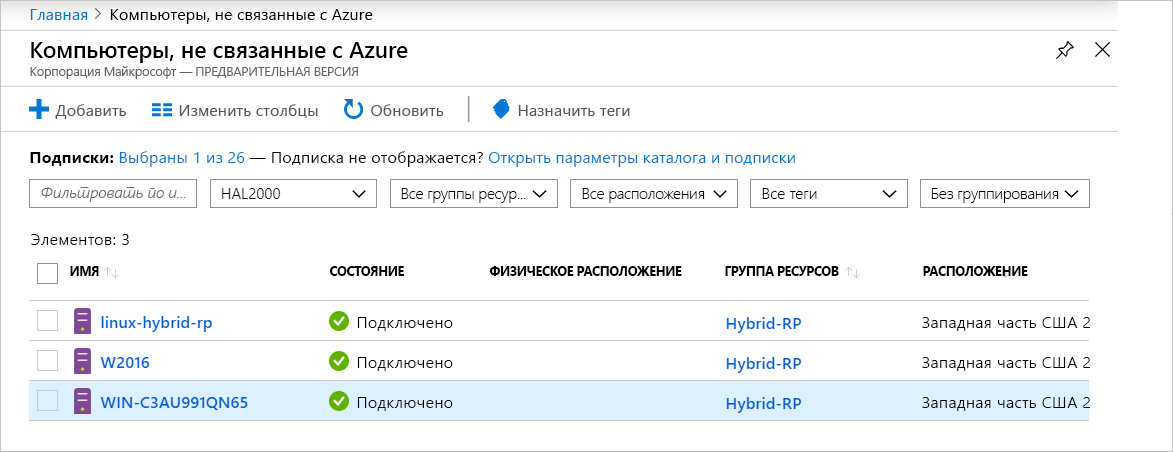 Главная > Компьютеры, не связанные с Azure
Компьютеры, не связанные с Azure
Корпорация Майкрософт — ПРЕДВАРИТЕЛЬНАЯ ВЕРСИЯ
Добавить Изменить столбцы Обновить Назначить теги
Подписки: Выбраны 1 из 26 — Подписка не отображается? Открыть параметры каталога и подписки
Фильтровать по и... HAL2000 Все группы ресур... Все расположения Все теги Без группирования
Элементов: 3
ИМЯ СОСТОЯНИЕ ФИЗИЧЕСКОЕ РАСПОЛОЖЕНИЕ ГРУППА РЕСУРСОВ РАСПОЛОЖЕНИЕ
linux-hybrid-rp Подключено Hybrid-RP Западная часть США 2
W2016 Подключено Hybrid-RP Западная часть США 2
WIN-C3AU991QN65 Подключено Hybrid-RP Западная часть США 2